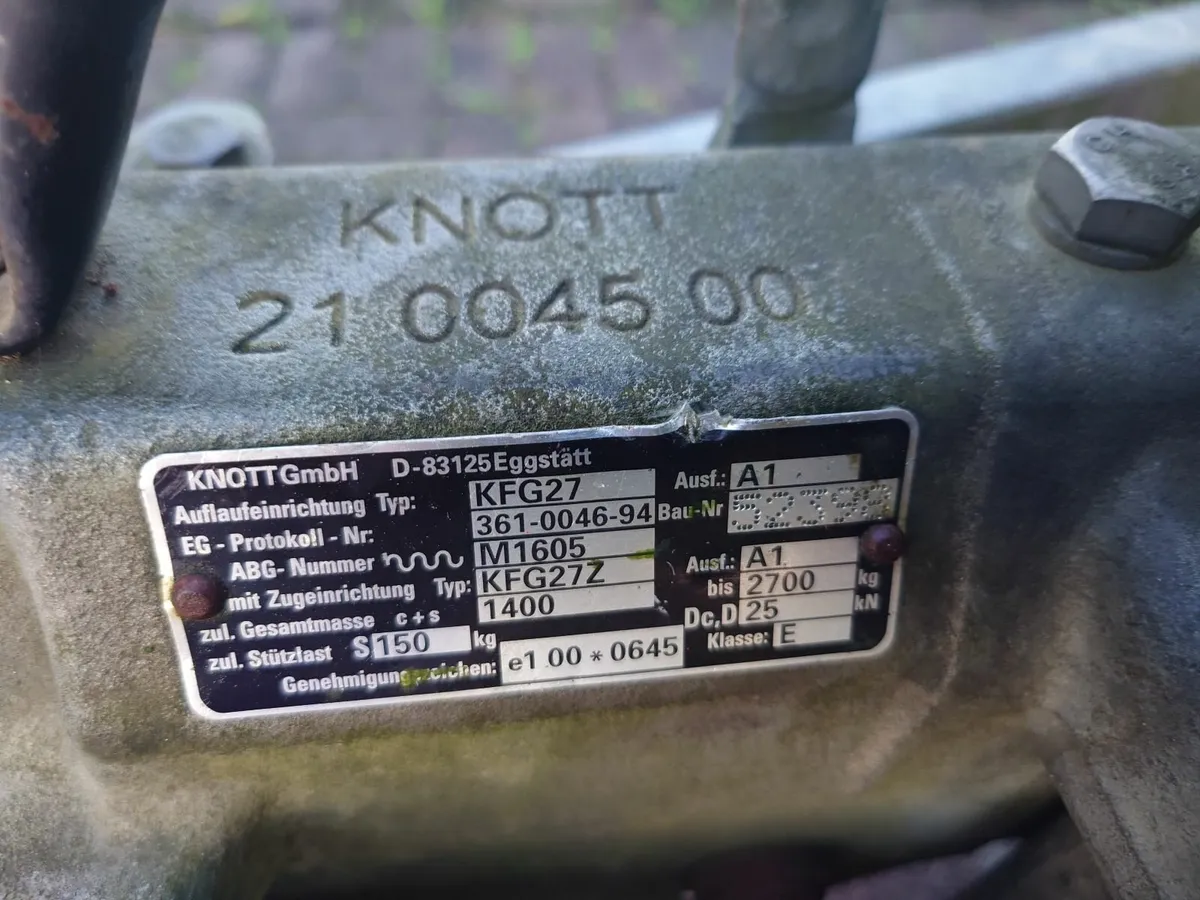 KNOTT
21 0045 00
KNOTT GmbH D-83125 Eggstätt
Auflaufeinrichtung Typ: KFG27 Ausf.: A1
EG - Protokoll - Nr: 361-0046-94 Bau-Nr
ABG- Nummer M1605
mit Zugeinrichtung Typ: KFG27Z Ausf.: A1
zul. Gesamtmasse c+s 1400 bis 2700 kg
zul. Stützlast S 150 kg Dc,D 25 kN
Genehmigungszeichen: e1 00 * 0645 Klasse: E